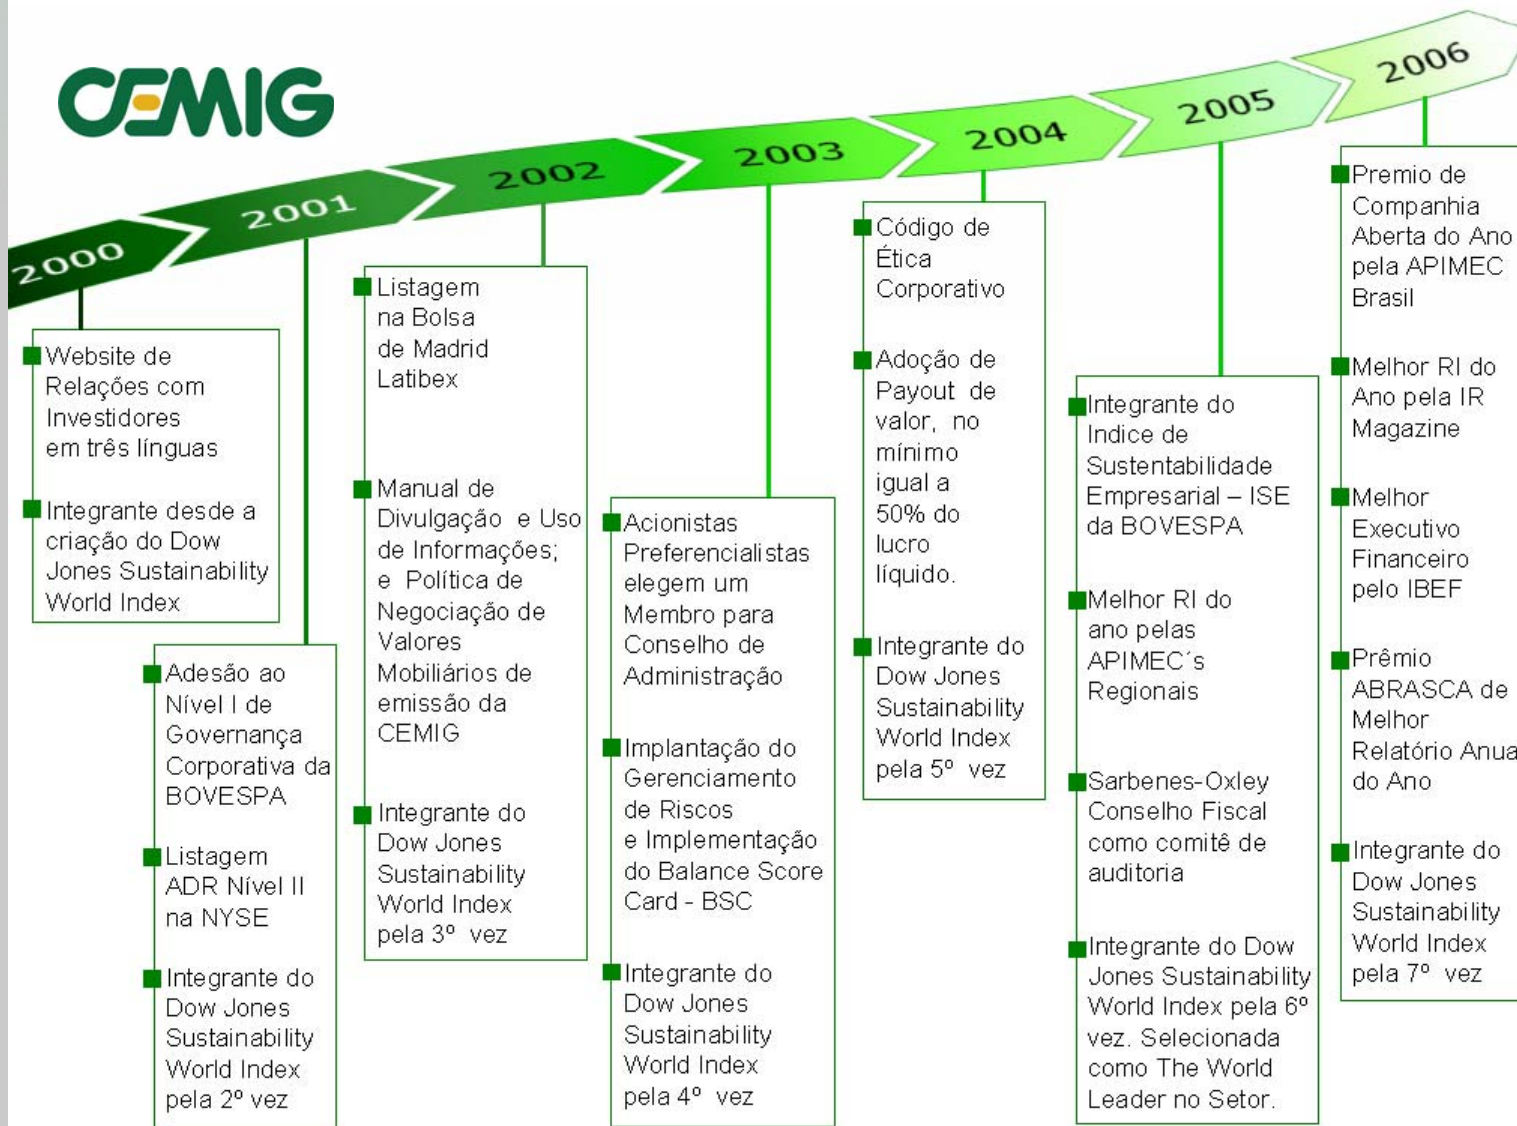 CEMIG
2000
2001
2002
2003
2004
2005
2006
Website de
Relações com
Investidores
em três línguas
Integrante desde a
criação do Dow
Jones Sustainability
World Index
Adesão ao
Nível I de
Governança
Corporativa da
BOVESPA
Listagem
ADR Nível II
na NYSE
Integrante do
Dow Jones
Sustainability
World Index
pela 2º vez
Listagem
na Bolsa
de Madrid
Latibex
Manual de
Divulgação e Uso
de Informações;
e Política de
Negociação de
Valores
Mobiliários de
emissão da
CEMIG
Integrante do
Dow Jones
Sustainability
World Index
pela 3º vez
Acionistas
Preferencialistas
elegem um
Membro para
Conselho de
Administração
Implantação do
Gerenciamento
de Riscos
e Implementação
do Balance Score
Card - BSC
Integrante do
Dow Jones
Sustainability
World Index
pela 4º vez
Código de
Ética
Corporativo
Adoção de
Payout de
valor, no
mínimo
igual a
50% do
lucro
líquido.
Integrante do
Dow Jones
Sustainability
World Index
pela 5º vez
Integrante do
Indice de
Sustentabilidade
Empresarial – ISE
da BOVESPA
Melhor RI do
ano pelas
APIMEC´s
Regionais
Sarbenes-Oxley
Conselho Fiscal
como comitê de
auditoria
Integrante do Dow
Jones Sustainability
World Index pela 6º
vez. Selecionada
como The World
Leader no Setor.
Premio de
Companhia
Aberta do Ano
pela APIMEC
Brasil
Melhor RI do
Ano pela IR
Magazine
Melhor
Executivo
Financeiro
pelo IBEF
Prêmio
ABRASCA de
Melhor
Relatório Anua
do Ano
Integrante do
Dow Jones
Sustainability
World Index
pela 7º vez